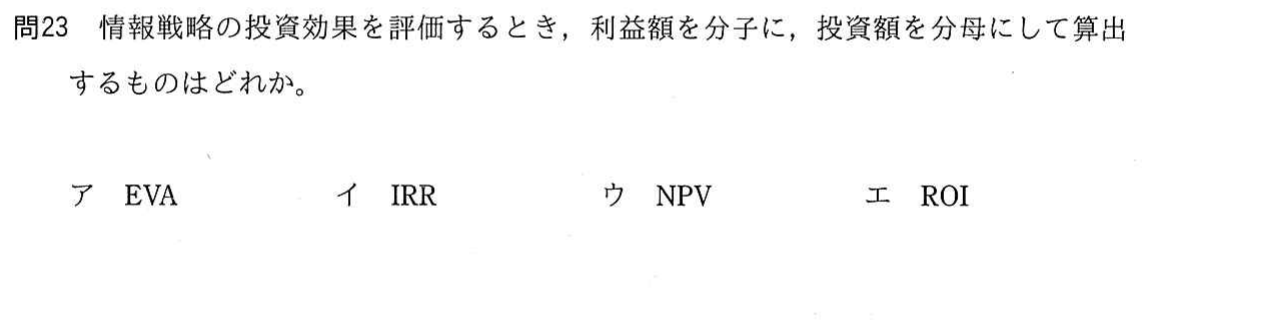 問23　情報戦略の投資効果を評価するとき，利益額を分子に，投資額を分母にして算出
するものはどれか。
ア　EVA　イ　IRR　ウ　NPV　エ　ROI